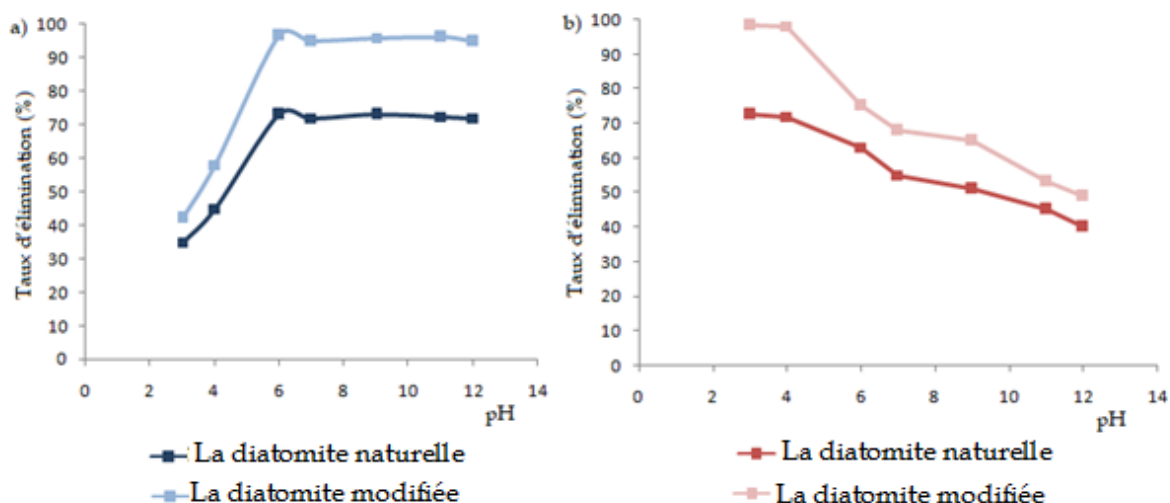 a)
Taux d'élimination (%)
100
90
80
70
60
50
40
30
20
10
0
0 2 4 6 8 10 12 14
pH
La diatomite naturelle
La diatomite modifiée
b)
Taux d'élimination (%)
100
90
80
70
60
50
40
30
20
10
0
0 2 4 6 8 10 12 14
pH
La diatomite naturelle
La diatomite modifiée